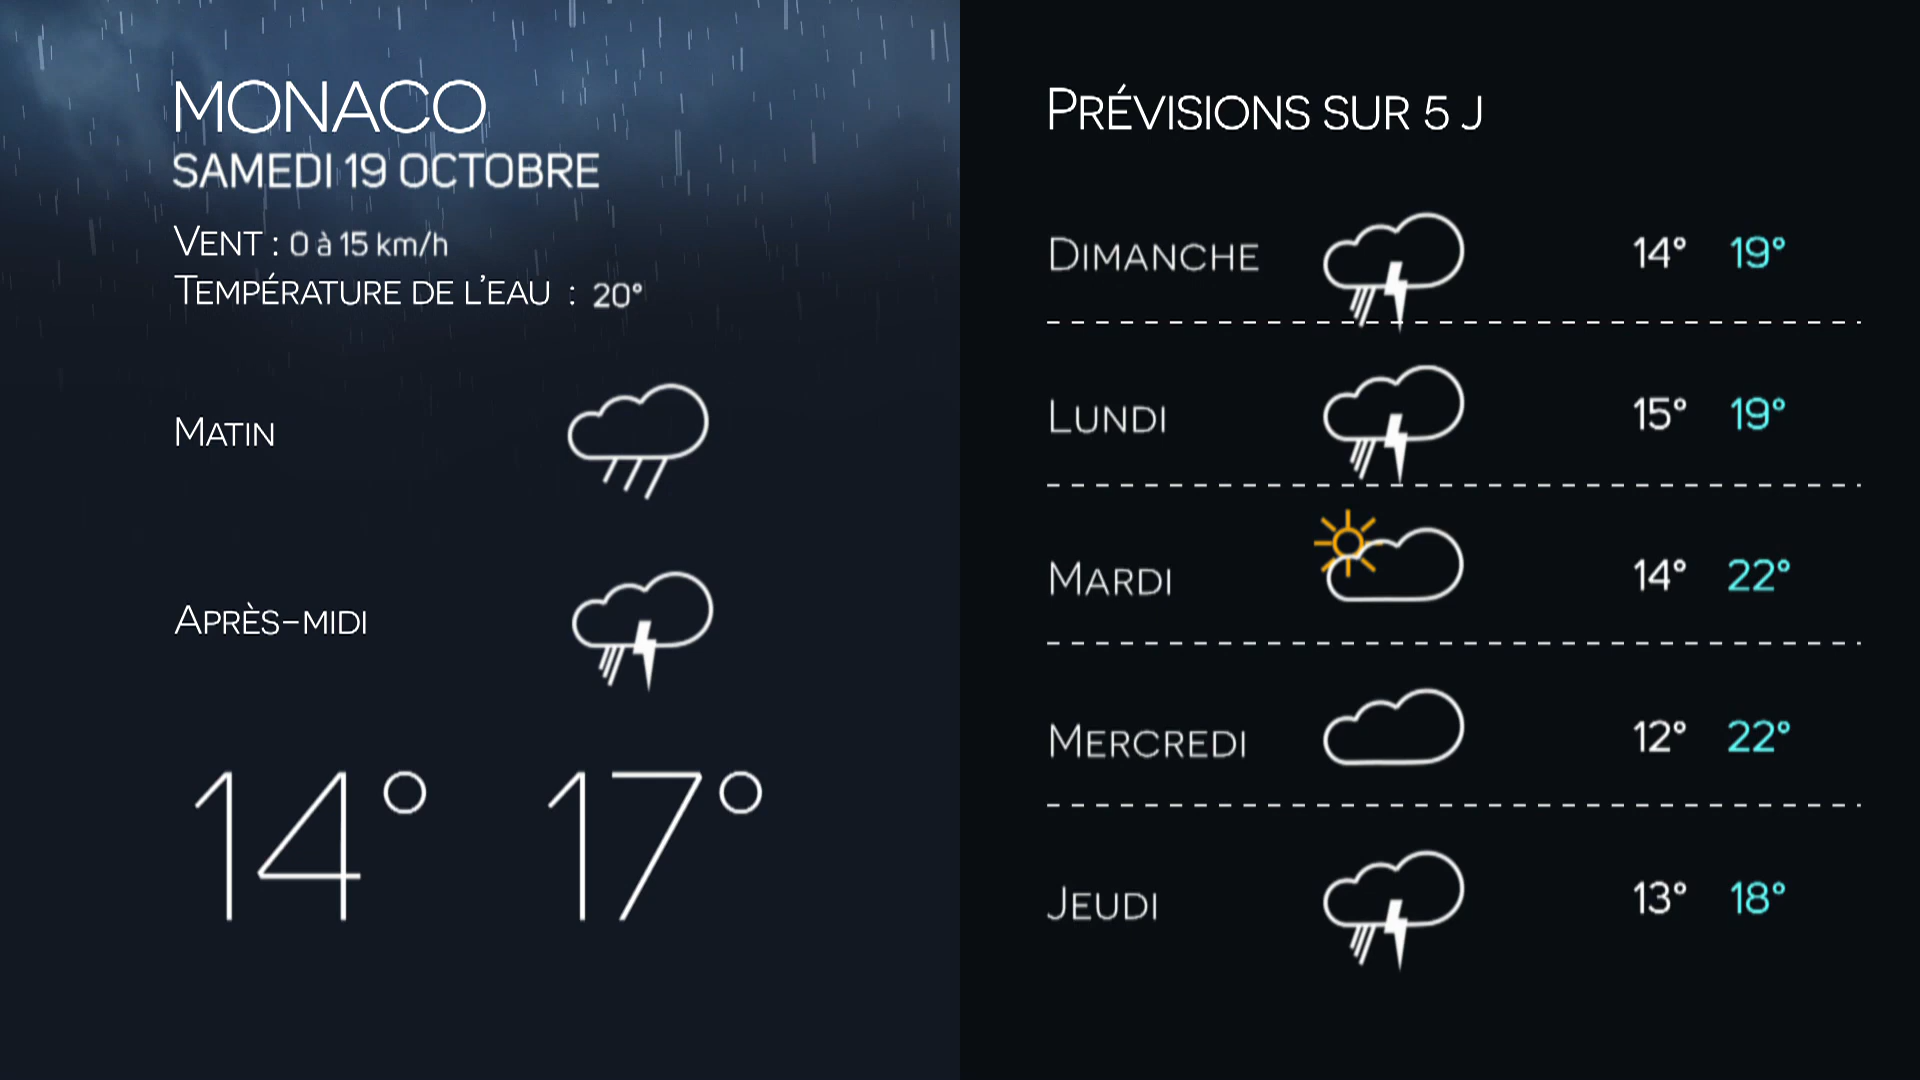 MONACO
SAMEDI 19 OCTOBRE
VENT : 0 à 15 km/h
TEMPÉRATURE DE L'EAU : 20°
MATIN
APRÈS-MIDI
14° 17°
PRÉVISIONS SUR 5 J
DIMANCHE 14° 19°
LUNDI 15° 19°
MARDI 14° 22°
MERCREDI 12° 22°
JEUDI 13° 18°